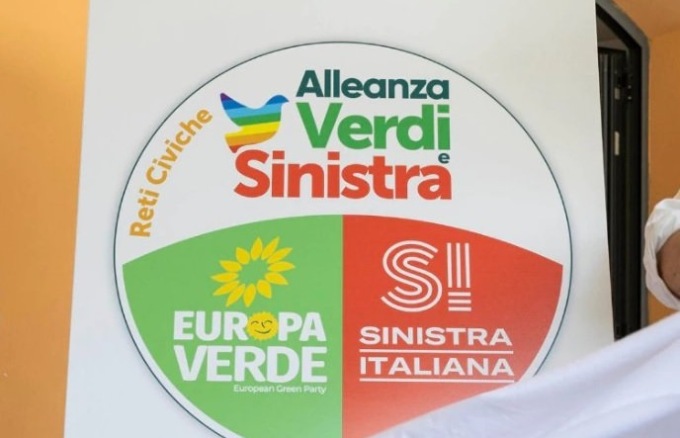 Alleanza
Verdi
e
Sinistra
Reti Civiche
EUROPA
VERDE
European Green Party
SI
SINISTRA
ITALIANA